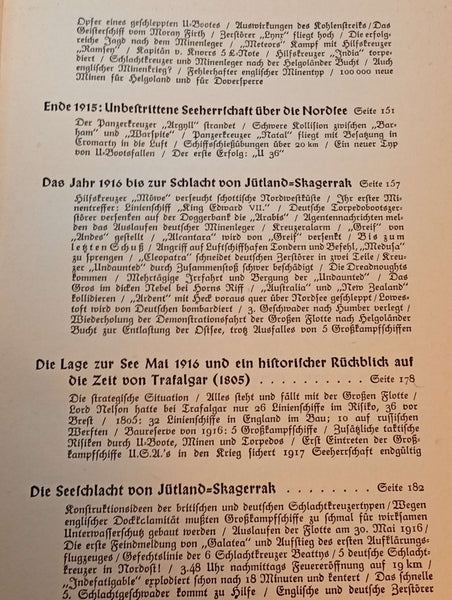 Opfer eines geschleppten U-Bootes / Auswirkungen des Kohlenstreiks / Das
Geisterschiff vom Moray Firth / Zerstörer „Lynx" fliegt hoch / Die erfolg-
reiche Jagd nach dem Minenleger / „Meteors" Kampf mit Hilfskreuzer
„Ramsey" / Kapitän v. Knorrs 5 £-Note / Hilfskreuzer „India" torpe-
diert / Schlachtkreuzer und Minenleger nach der Helgoländer Bucht / Auch
englischer Minenkrieg? / Fehlerhafter englischer Minentyp / 100 000 neue
Minen für Helgoland und für Doversperre
Ende 1915: Unbestrittene Seeherrschaft über die Nordsee Seite 151
Der Panzerkreuzer „Argyll" strandet / Schwere Kollision zwischen „Bar-
ham" und „Warspite" / Panzerkreuzer „Natal" fliegt mit Besatzung in
Cromarty in die Luft / Schiffsschießübungen über 20 km / Ein neuer Typ
von U-Bootsfallen / Der erste Erfolg: „U 36"
Das Jahr 1916 bis zur Schlacht von Jütland=Skagerrak Seite 157
Hilfskreuzer „Möwe" verseucht schottische Nordwestküste / Ihr erster Mi-
nentreffer: Linienschiff „King Edward VII." / Deutsche Torpedobootszer-
störer versenken auf der Doggerbank die „Arabis" / Agentennachrichten mel-
den das Auslaufen deutscher Minenleger / Kreuzeralarm / „Greif" von
„Andes" gestellt / „Alcantara" wird von „Greif" versenkt / Bis zum
letzten Schuß / Angriff auf Luftschiffhafen Tondern und Befehl, „Medusa"
zu sprengen / „Cleopatra" schneidet deutschen Zerstörer in zwei Teile / Kreu-
zer „Undaunted" durch Zusammenstoß schwer beschädigt / Die Dreadnoughts
kommen / Mehrtägige Irrfahrt und Bergung der „Undaunted" / Das
Gros im dicken Nebel bei Horns Riff / „Australia" und „New Zealand"
kollidieren / „Ardent" mit Heck voraus quer über Nordsee geschleppt / Lowes-
toft wird von Deutschen bombardiert / 3. Geschwader nach Humber verlegt /
Wiederholung der Demonstrationsfahrt der Großen Flotte nach Helgoländer
Bucht zur Entlastung der Ostsee, trotz Ausfalles von 5 Großkampfschiffen
Die Lage zur See Mai 1916 und ein historischer Rückblick auf
die Zeit von Trafalgar (1805) . . . . . . . . . . Seite 178
Die strategische Situation / Alles steht und fällt mit der Großen Flotte /
Lord Nelson hatte bei Trafalgar nur 26 Linienschiffe im Risiko, 36 vor
Brest / 1805: 32 Linienschiffe in England im Bau; 10 auf russischen
Werften / Baureserve von 1916: 5 Großkampfschiffe / Zusätzliche taktische
Risiken durch U-Boote, Minen und Torpedos / Erst Eintreten der Groß-
kampfschiffe U.S.A.'s in den Krieg sichert 1917 Seeherrschaft endgültig
Die Seeschlacht von Jütland=Skagerrak . . . . . . . Seite 182
Konstruktionsideen der britischen und deutschen Schlachtkreuzertypen / Wegen
englischer Dockkalamität mußten Großkampfschiffe zu schmal für wirksamen
Unterwasserschutz gebaut werden / Auslaufen der Flotte am 30. Mai 1916 /
Die erste Feindmeldung von „Galatea" und Aufstieg des ersten Aufklärungs-
flugzeuges / Gefechtslinie der 6 Schlachtkreuzer Beattys / 5 deutsche Schlacht-
kreuzer in Nordost! / 3.48 Uhr nachmittags Feuereröffnung auf 19 km
/ „Indefatigable" explodiert schon nach 18 Minuten und kentert / Das schnelle
5. Schlachtgeschwader kommt zu Hilfe / Englische und deutsche Zer-